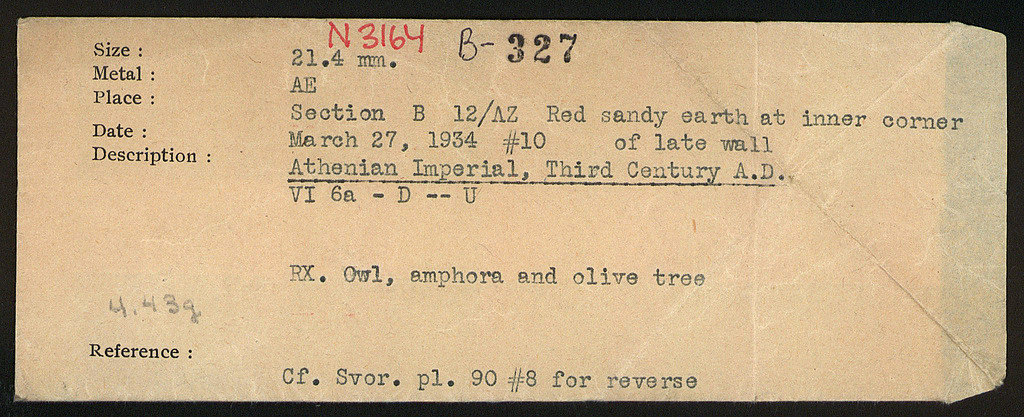 N3164 B-327
Size : 21.4 mm.
Metal : AE
Place : Section B 12/ΛZ Red sandy earth at inner corner
Date : March 27, 1934 #10 of late wall
Description : Athenian Imperial, Third Century A.D.
VI 6a - D -- U
RX. Owl, amphora and olive tree
4.43g
Reference :
Cf. Svor. pl. 90 #8 for reverse